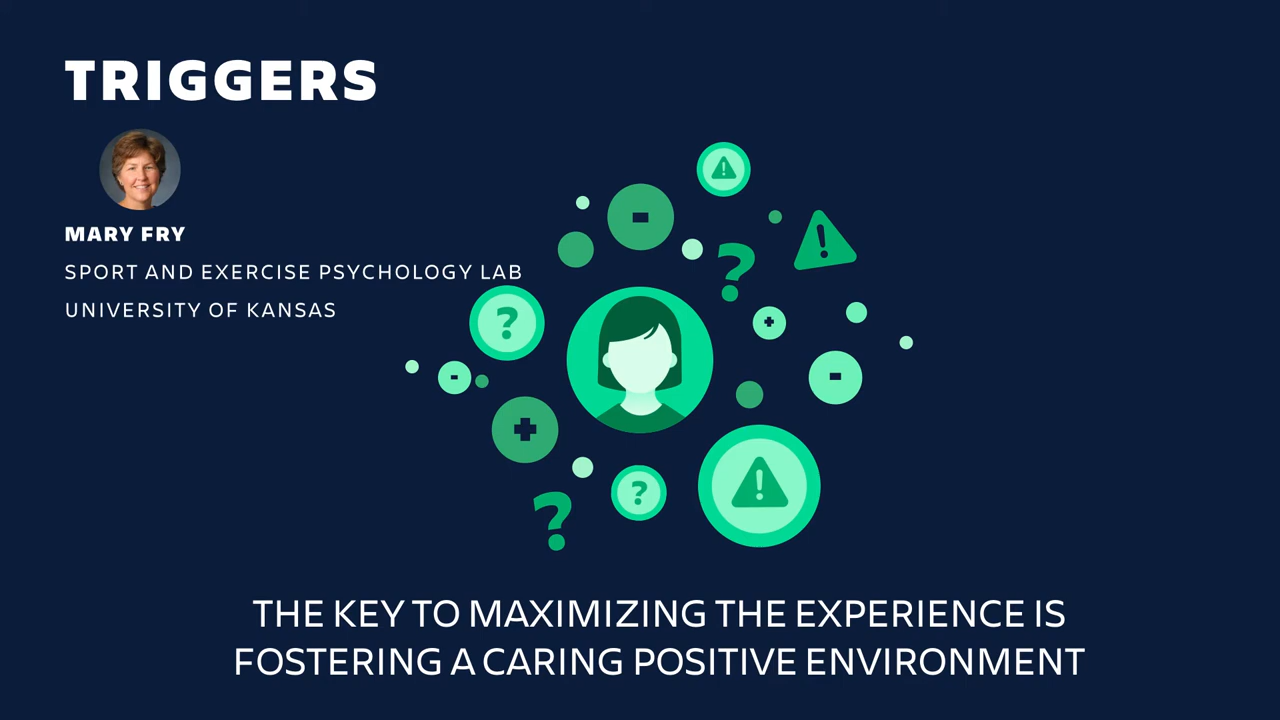 TRIGGERS
MARY FRY
SPORT AND EXERCISE PSYCHOLOGY LAB
UNIVERSITY OF KANSAS
?
?
?
?
THE KEY TO MAXIMIZING THE EXPERIENCE IS
FOSTERING A CARING POSITIVE ENVIRONMENT